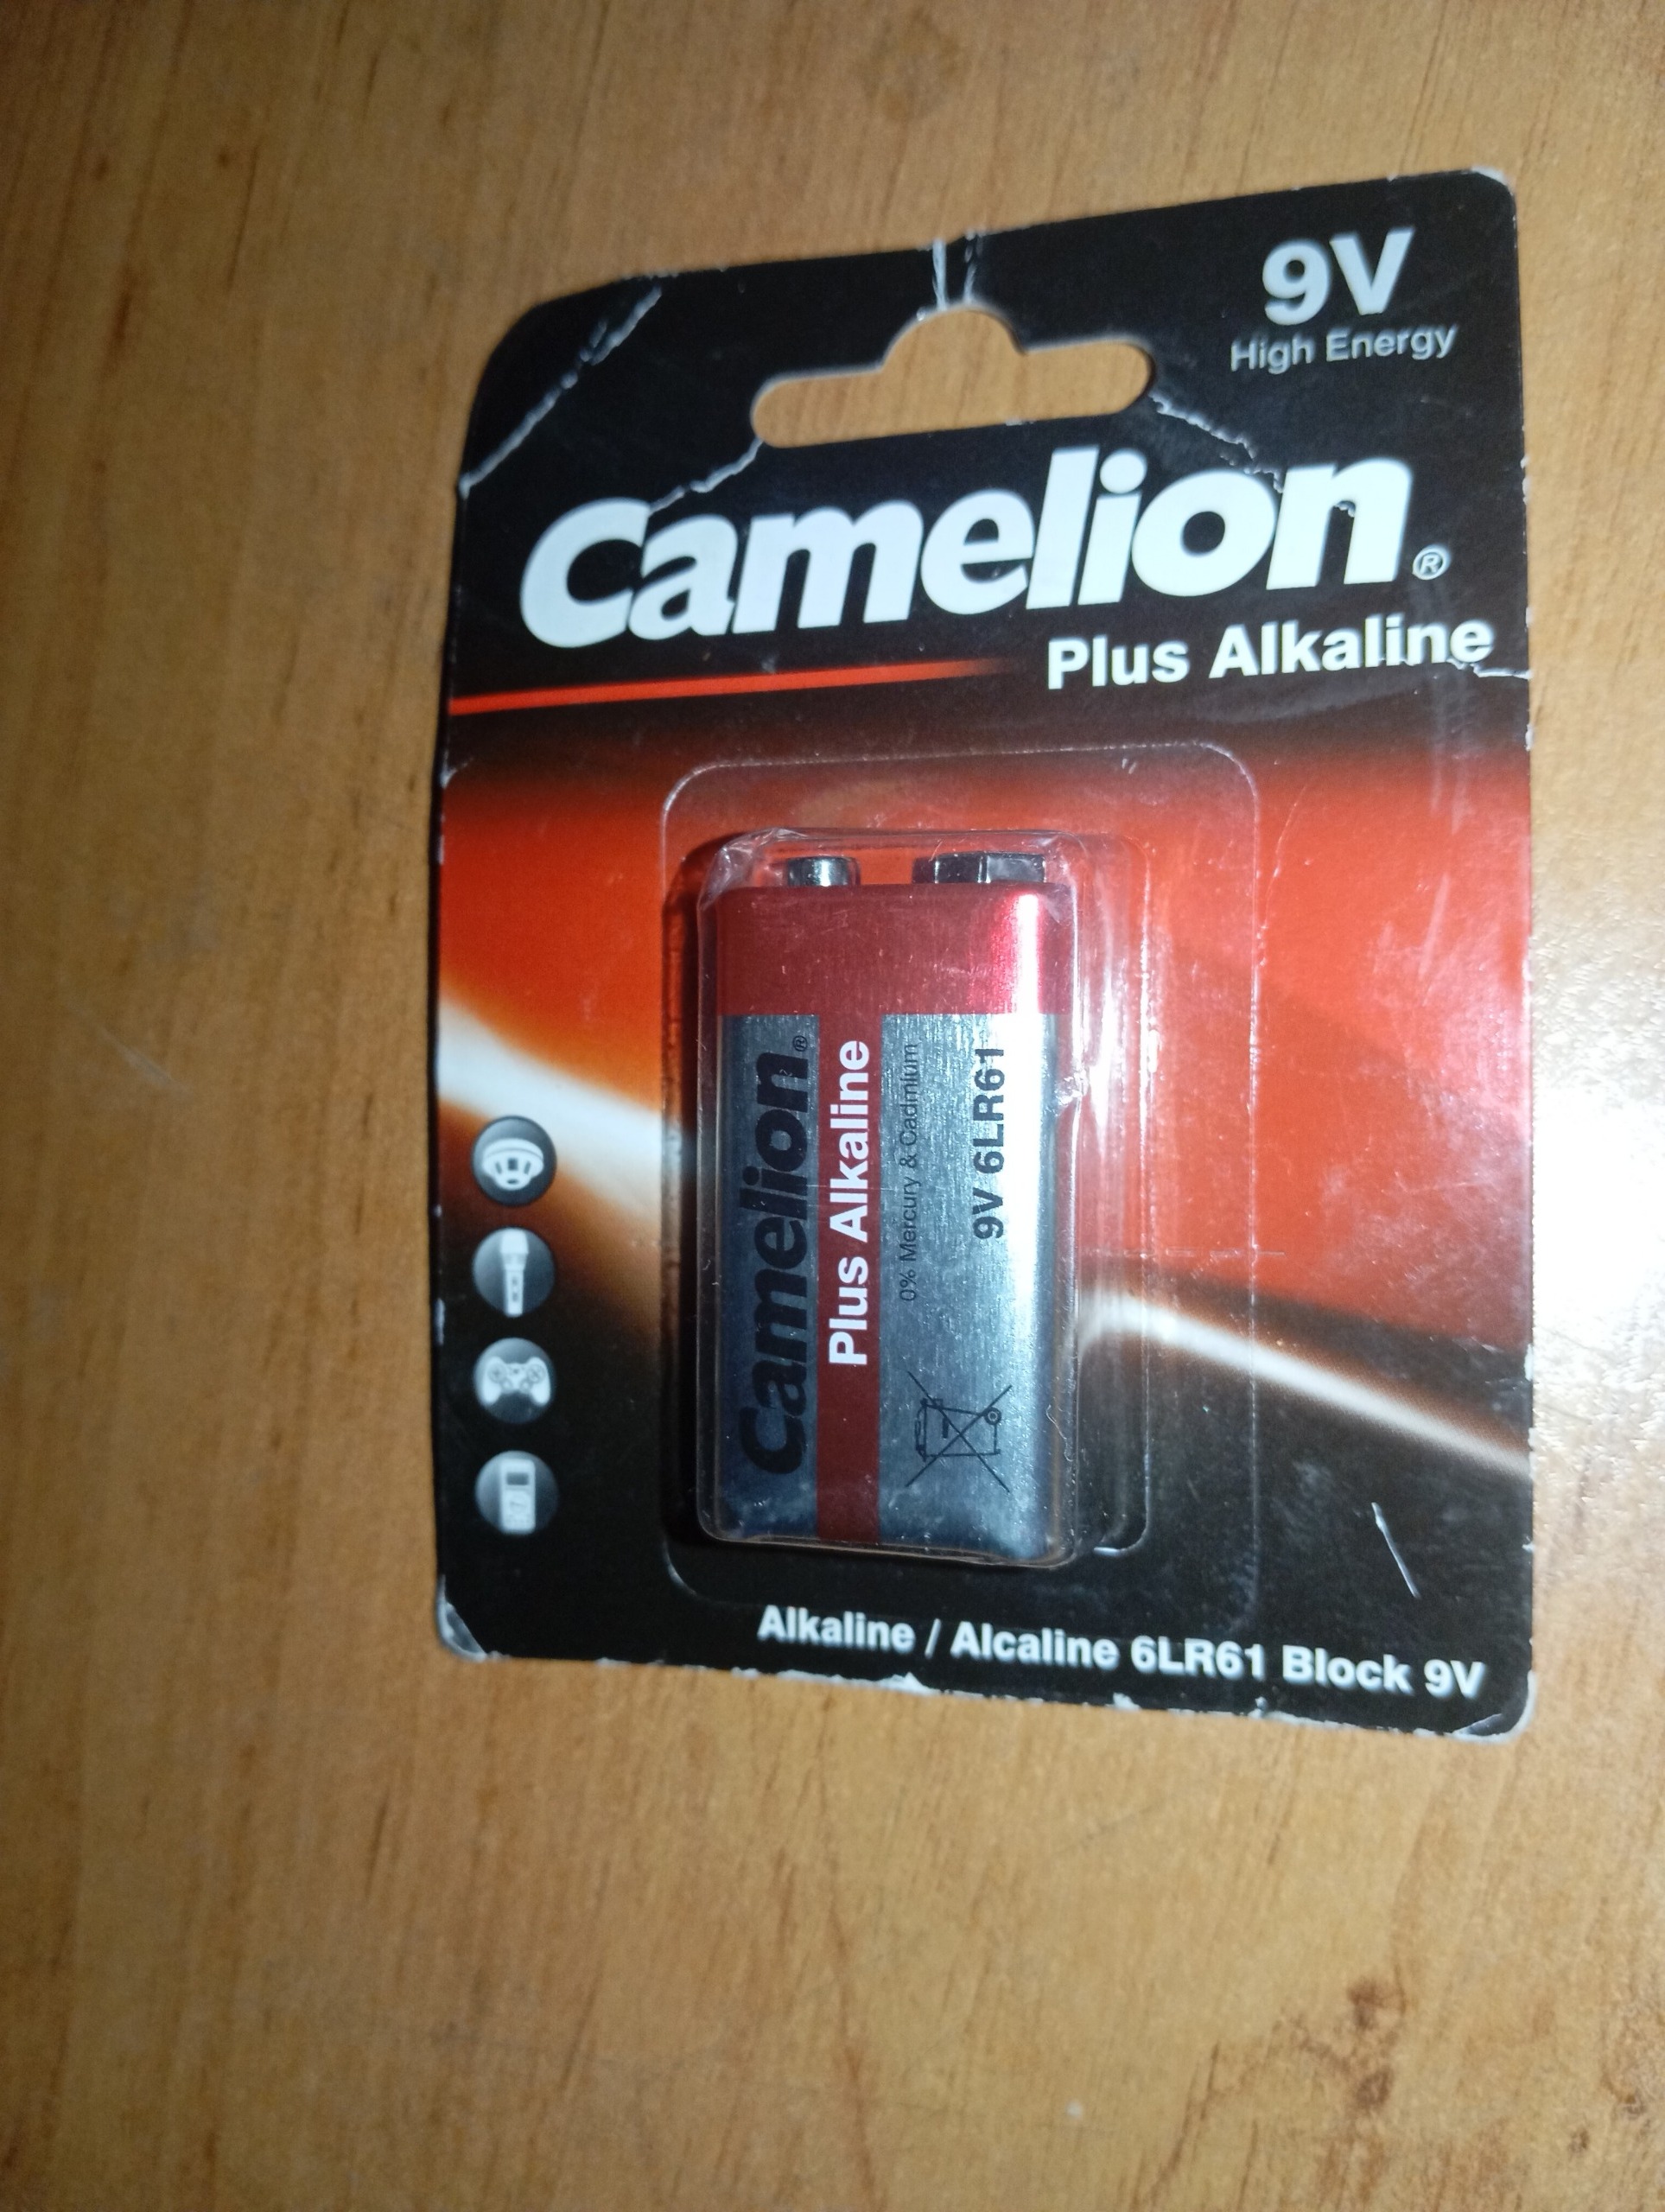 9V
High Energy
Camelion®
Plus Alkaline
Camelion®
Plus Alkaline
0% Mercury & Cadmium
9V 6LR61
Alkaline / Alcaline 6LR61 Block 9V